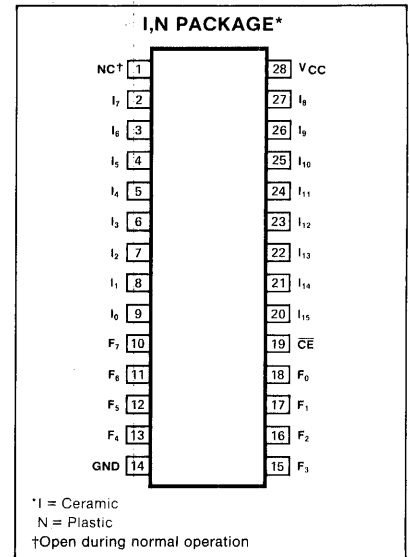 I,N PACKAGE*
NC† 1 28 VCC
I7 2 27 I8
I6 3 26 I9
I5 4 25 I10
I4 5 24 I11
I3 6 23 I12
I2 7 22 I13
I1 8 21 I14
I0 9 20 I15
F7 10 19 C̅E̅
F6 11 18 F0
F5 12 17 F1
F4 13 16 F2
GND 14 15 F3
*I = Ceramic
N = Plastic
†Open during normal operation